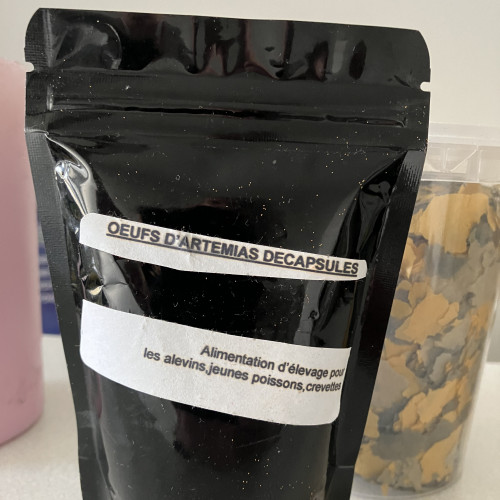 OEUFS D'ARTEMIAS DECAPSULES
Alimentation d'élevage pour
les alevins,jeunes poissons,crevettes